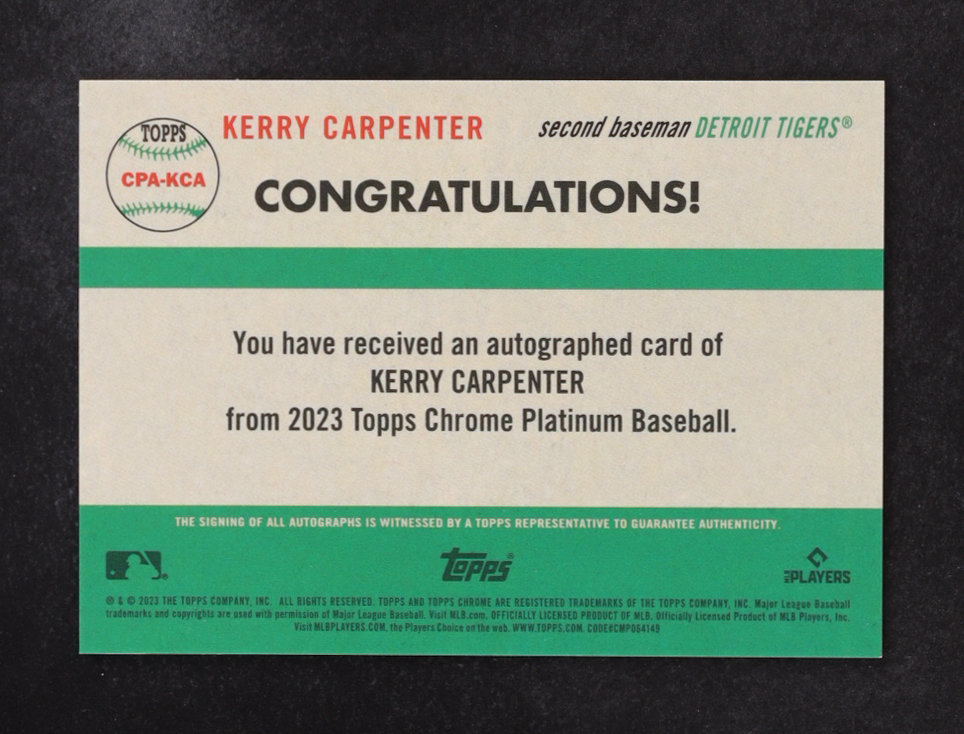 TOPPS
CPA-KCA
KERRY CARPENTER
second baseman DETROIT TIGERS®
CONGRATULATIONS!
You have received an autographed card of
KERRY CARPENTER
from 2023 Topps Chrome Platinum Baseball.
THE SIGNING OF ALL AUTOGRAPHS IS WITNESSED BY A TOPPS REPRESENTATIVE TO GUARANTEE AUTHENTICITY.
topps®
MLB PLAYERS
® & © 2023 THE TOPPS COMPANY, INC. ALL RIGHTS RESERVED. TOPPS AND TOPPS CHROME ARE REGISTERED TRADEMARKS OF THE TOPPS COMPANY, INC. Major League Baseball
trademarks and copyrights are used with permission of Major League Baseball. Visit MLB.com. OFFICIALLY LICENSED PRODUCT OF MLB. Officially Licensed Product of MLB Players, Inc.
Visit MLBPLAYERS.COM, the Players Choice on the web. WWW.TOPPS.COM. CODE#CMP064149